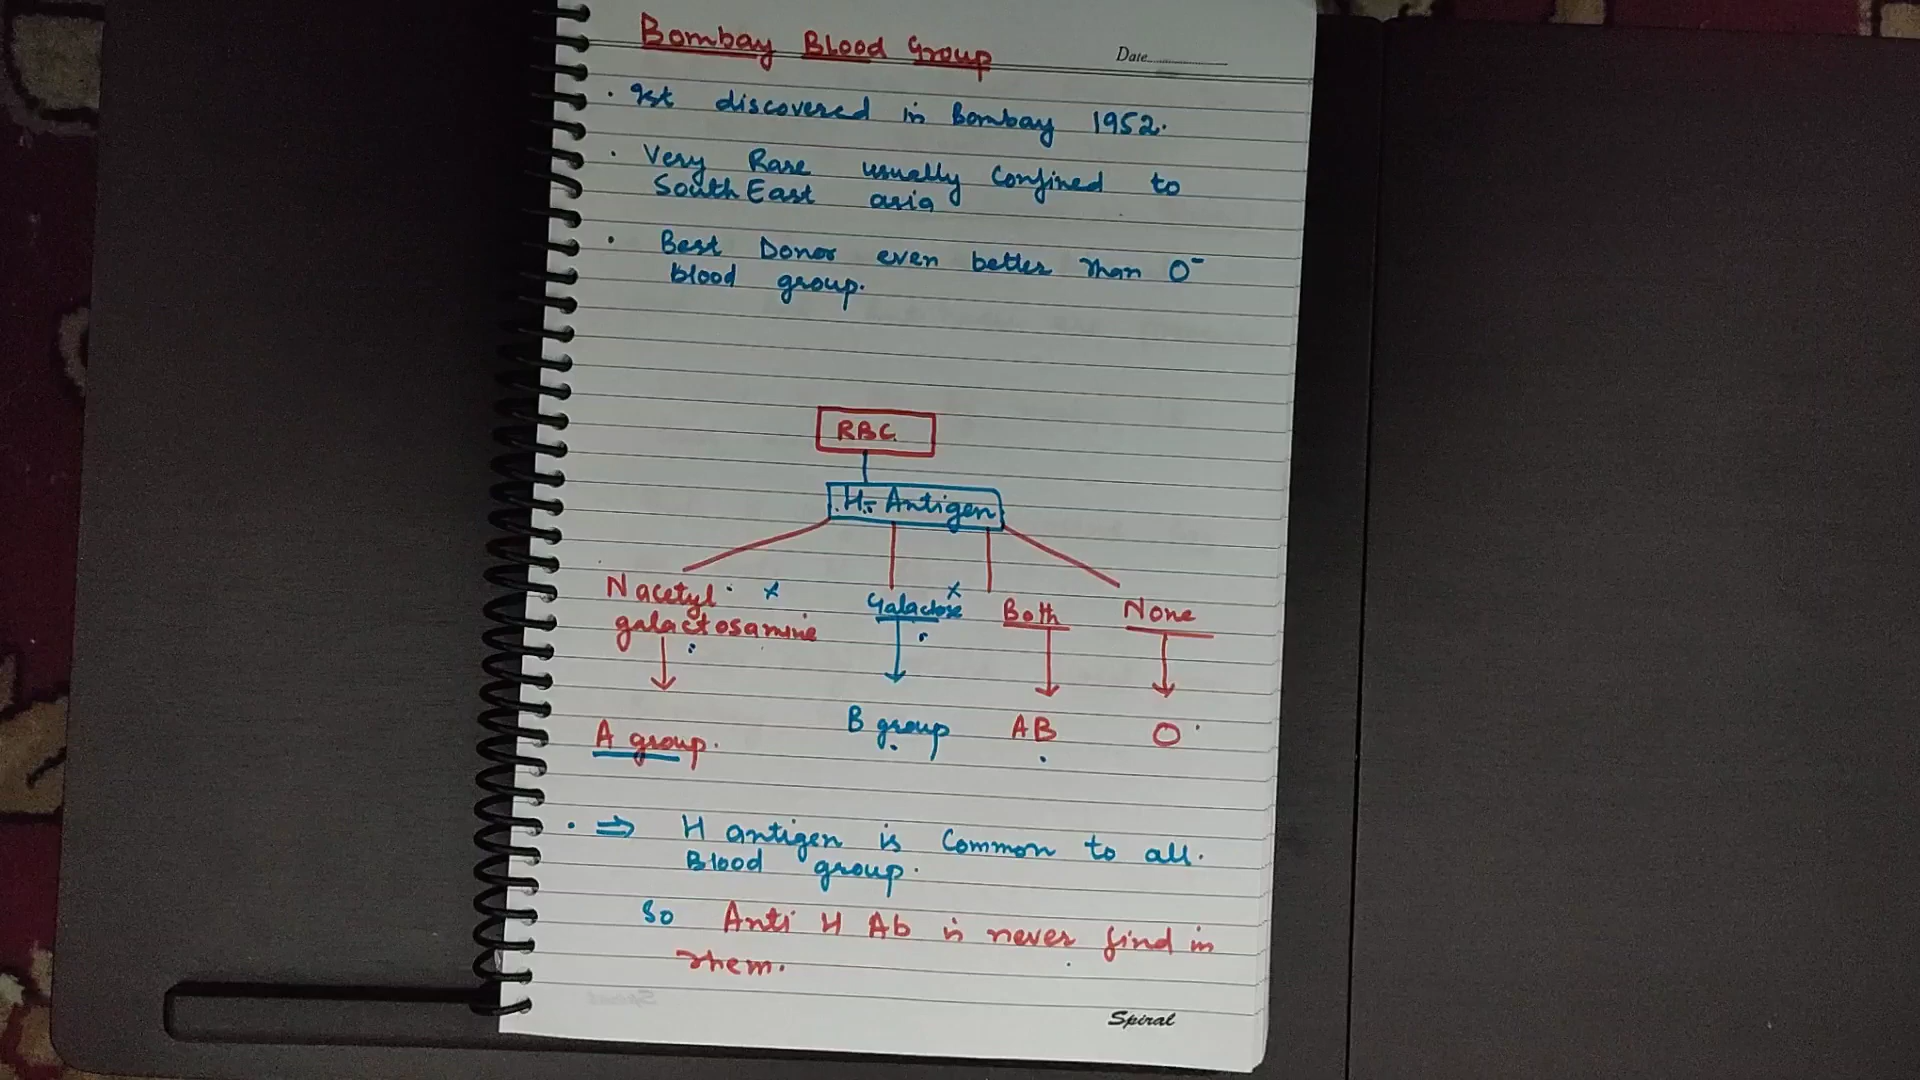 Bombay Blood Group
Date
· 1st discovered in Bombay 1952.
· Very Rare usually confined to
South East asia
· Best Donor even better than O⁻
blood group.
RBC
H- Antigen
N acetyl x Galactose x Both None
galactosamine
A group. B group AB O
· ⇒ H antigen is Common to all.
Blood group.
So Anti H Ab is never find in
them.
Spiral